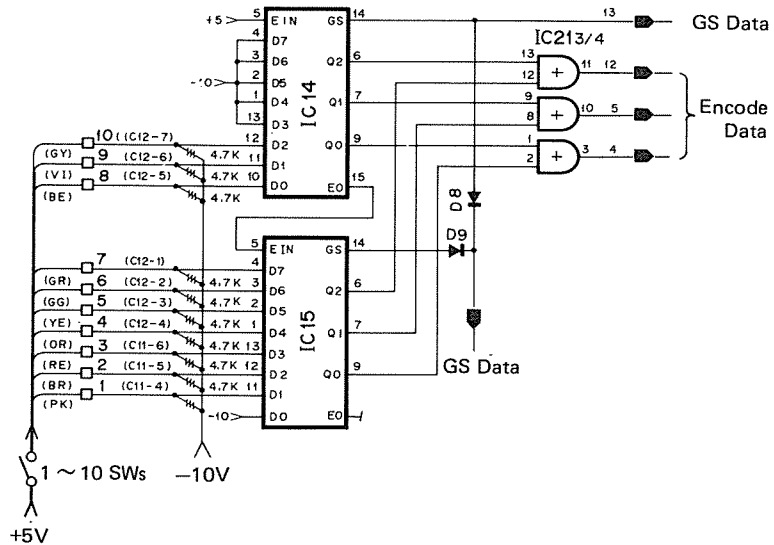 +5 5 EIN GS 14 13 GS Data
4 D7 IC213/4
3 D6 Q2 6 13 11 12
-10 2 D5 12
1 D4 Q1 7 9 10 5 Encode
13 D3 8 Data
IC14
10 ((C12-7) 12 D2 Q0 9 1 3 4
(GY) 9 (C12-6) 4.7K 11 D1 2
(VI) 8 (C12-5) 4.7K 10 D0 E0 15
(BE) 4.7K
D8
5 EIN GS 14 D9
7 (C12-1) 4 D7
(GR) 6 (C12-2) 4.7K 3 D6 Q2 6
(GG) 5 (C12-3) 4.7K 2 D5
(YE) 4 (C12-4) 4.7K 1 D4 Q1 7
IC15
(OR) 3 (C11-6) 4.7K 13 D3
(RE) 2 (C11-5) 4.7K 12 D2 Q0 9 GS Data
(BR) 1 (C11-4) 4.7K 11 D1
(PK) -10 D0 E0
1 ~ 10 SWs -10V
+5V